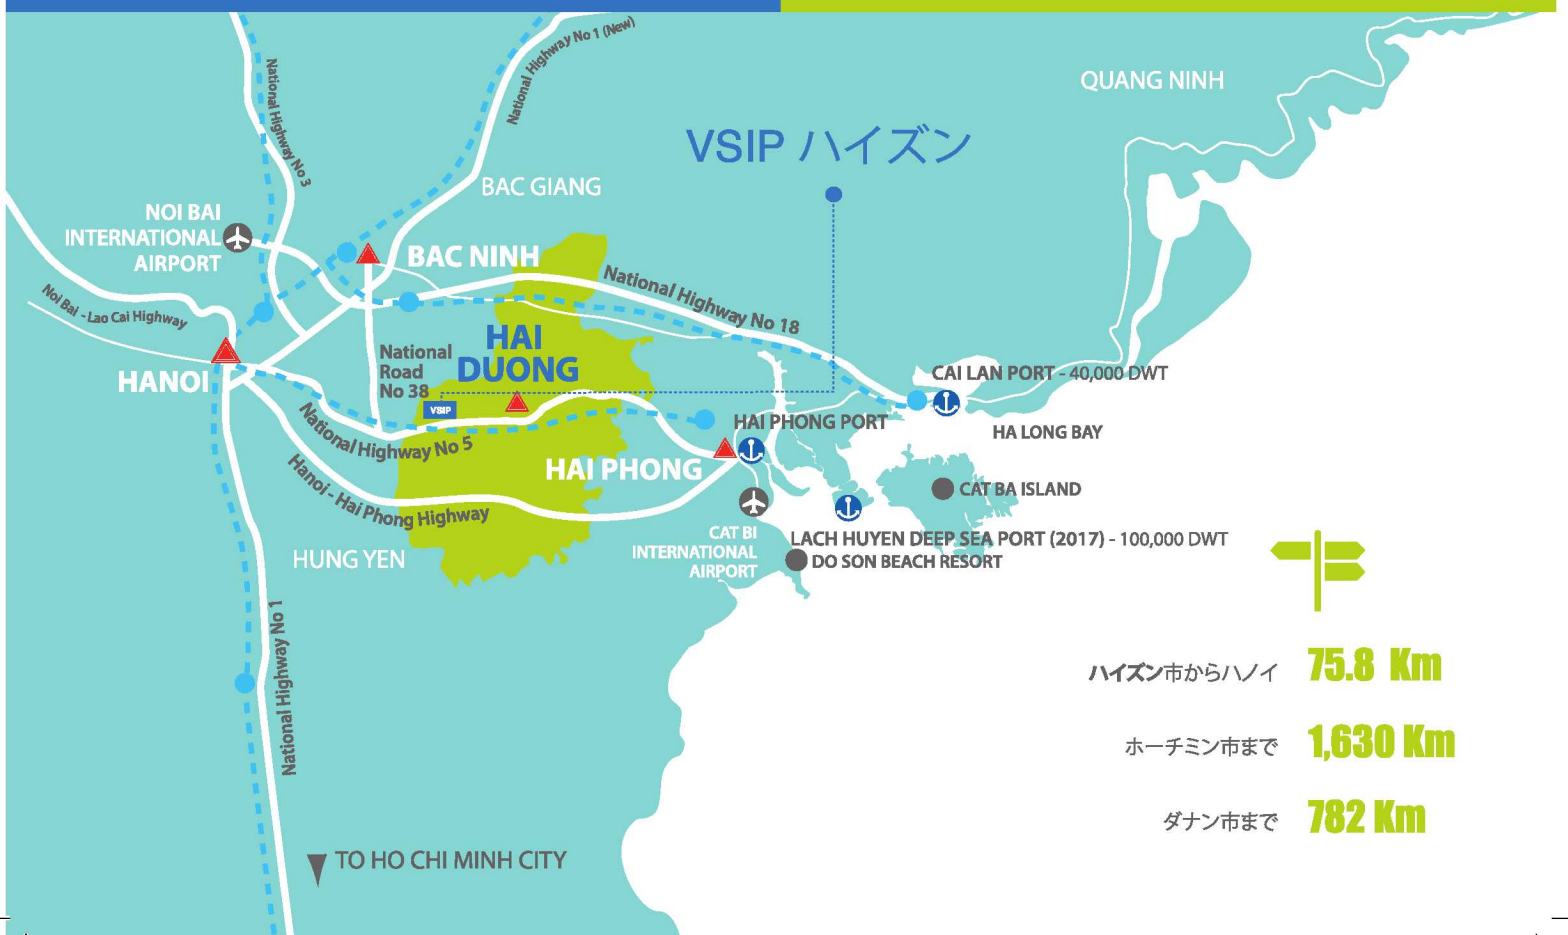 National Highway No 1 (New)
National Highway No 3
QUANG NINH
VSIP ハイズン
BAC GIANG
NOI BAI
INTERNATIONAL
AIRPORT
BAC NINH
National Highway No 18
Noi Bai - Lao Cai Highway
HAI
DUONG
National
Road
No 38
HANOI
VSIP
CAI LAN PORT - 40,000 DWT
HAI PHONG PORT
HA LONG BAY
National Highway No 5
HAI PHONG
Hanoi - Hai Phong Highway
CAT BA ISLAND
CAT BI
INTERNATIONAL
AIRPORT
LACH HUYEN DEEP SEA PORT (2017) - 100,000 DWT
DO SON BEACH RESORT
HUNG YEN
National Highway No 1
ハイズン市からハノイ 75.8 Km
ホーチミン市まで 1,630 Km
ダナン市まで 782 Km
TO HO CHI MINH CITY